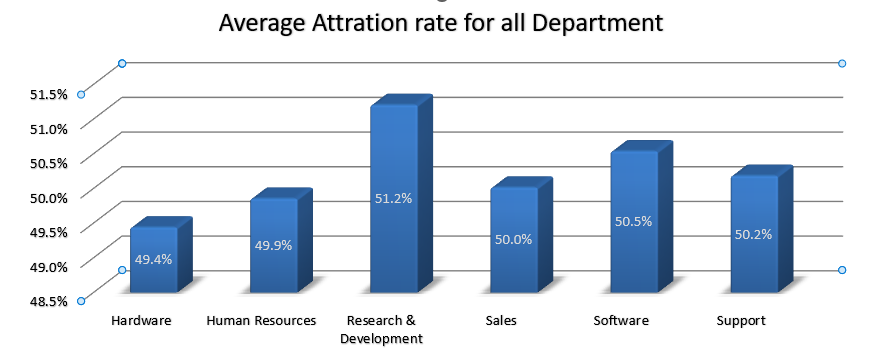 Average Attration rate for all Department
51.5%
51.0%
50.5%
50.0%
49.5%
49.0%
48.5%
49.4%
49.9%
51.2%
50.0%
50.5%
50.2%
Hardware
Human Resources
Research &
Development
Sales
Software
Support